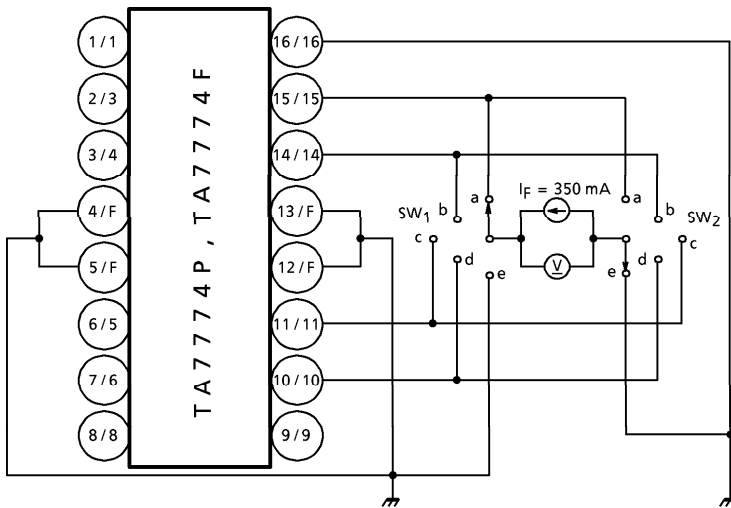 1/1
2/3
3/4
4/F
5/F
6/5
7/6
8/8
TA7774P, TA7774F
16/16
15/15
14/14
13/F
12/F
11/11
10/10
9/9
SW1
a
b
c
d
e
IF = 350 mA
V
a
b
c
d
e
SW2